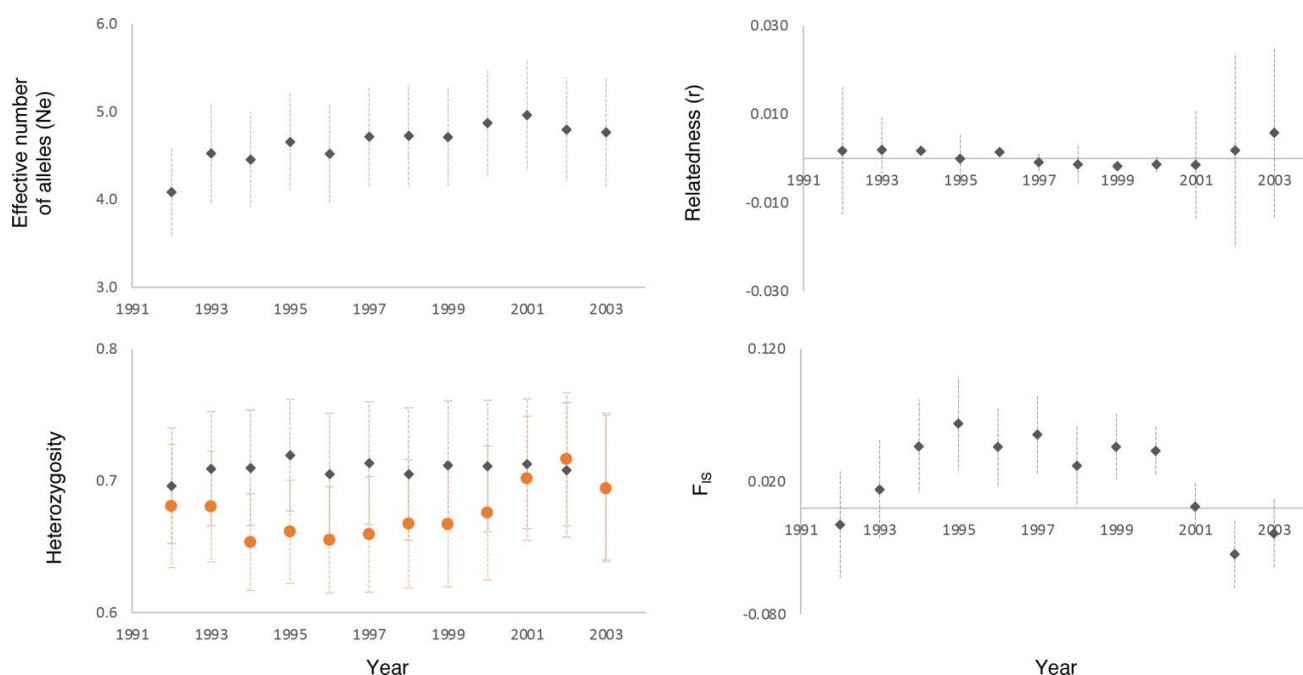 Effective number
of alleles (Ne)
6.0
5.0
4.0
3.0
1991 1993 1995 1997 1999 2001 2003
Relatedness (r)
0.030
0.010
-0.010
-0.030
1991 1993 1995 1997 1999 2001 2003
Heterozygosity
0.8
0.7
0.6
1991 1993 1995 1997 1999 2001 2003
Year
FIS
0.120
0.020
-0.080
1991 1993 1995 1997 1999 2001 2003
Year